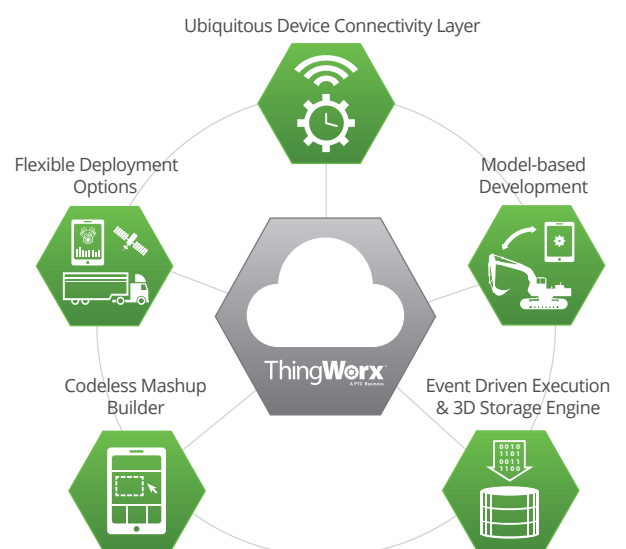 Ubiquitous Device Connectivity Layer
Flexible Deployment
Options
Model-based
Development
ThingWorx
A PTC Business
Codeless Mashup
Builder
Event Driven Execution
& 3D Storage Engine
0010
1101
0011
1100